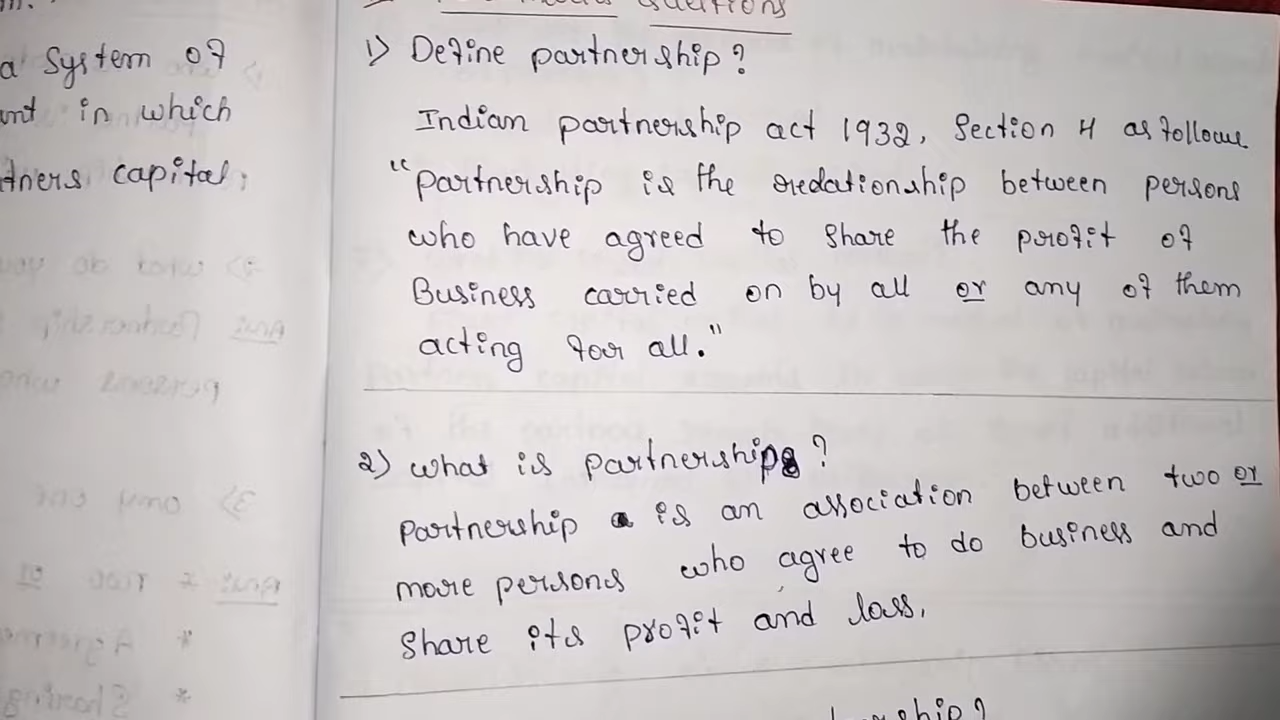 a System of
in which
capital.
Questions
1) Define partnership?
Indian partnership act 1932, Section 4 as follows
"partnership is the relationship between persons
who have agreed to share the profit of
Business carried on by all or any of them
acting for all."
2) what is partnership?
partnership is an association between two or
more persons who agree to do business and
Share its profit and loss.